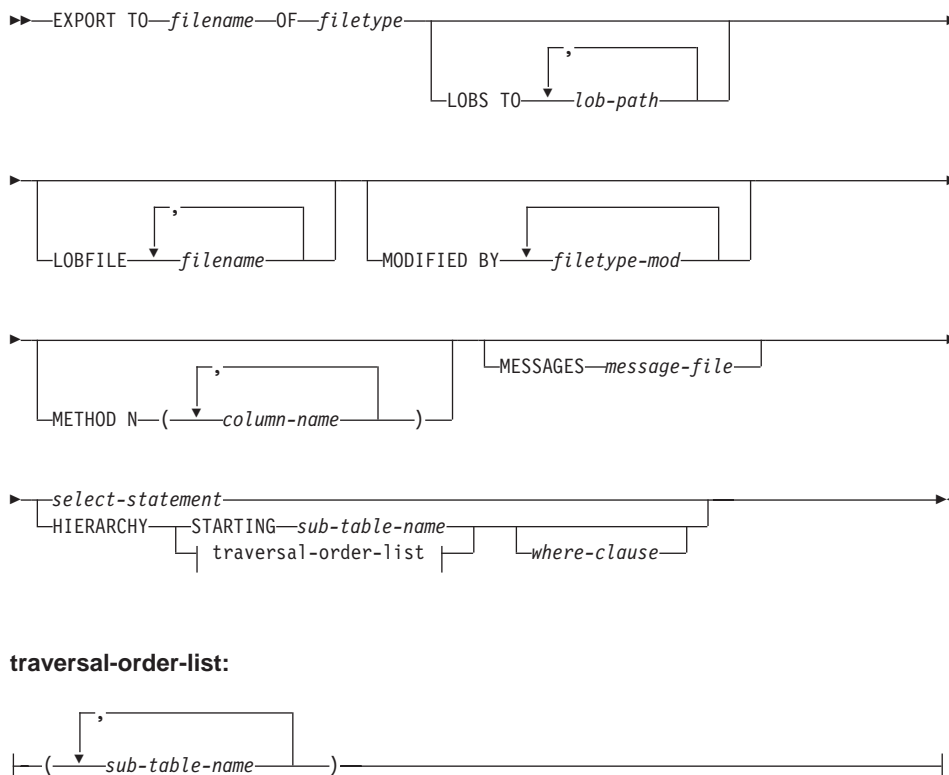 EXPORT TO filename OF filetype
,
LOBS TO lob-path
, 
LOBFILE filename MODIFIED BY filetype-mod
,
MESSAGES message-file
METHOD N ( column-name )
select-statement
HIERARCHY STARTING sub-table-name
traversal-order-list where-clause
traversal-order-list:
,
( sub-table-name )